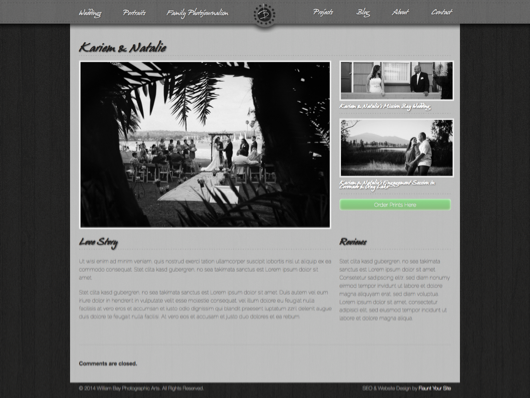 Weddings
Portraits
Family Photojournalism
Projects
Blog
About
Contact
Kariem & Natalie
Kariem & Natalie's Mission Bay Wedding
Kariem & Natalie's Engagement Session in
Order Prints Here
Love Story
Ut wisi enim ad minim veniam, quis nostrud exerci tation ullamcorper suscipit lobortis nisl ut aliquip ex ea
commodo consequat. Stet clita kasd gubergren, no sea takimata sanctus est Lorem ipsum dolor sit
amet.
Stet clita kasd gubergren, no sea takimata sanctus est Lorem ipsum dolor sit amet. Duis autem vel eum
iriure dolor in hendrerit in vulputate velit esse molestie consequat, vel illum dolore eu feugiat nulla
facilisis at vero eros et accumsan et iusto odio dignissim qui blandit praesent luptatum zzril delenit augue
duis dolore te feugait nulla facilisi. At vero eos et accusam et justo duo dolores et ea rebum.
Reviews
Stet clita kasd gubergren, no sea takimata
sanctus est Lorem ipsum dolor sit amet.
Consetetur sadipscing elitr, sed diam nonumy
eirmod tempor invidunt ut labore et dolore
magna aliquyam erat, sed diam voluptua.
Lorem ipsum dolor sit amet, consectetur
adipisci elit, sed eiusmod tempor incidunt ut
labore et dolore magna aliqua.
Comments are closed.
© 2014 William Bay Photographic Arts. All Rights Reserved.
SEO & Website Design by Flaunt Your Site